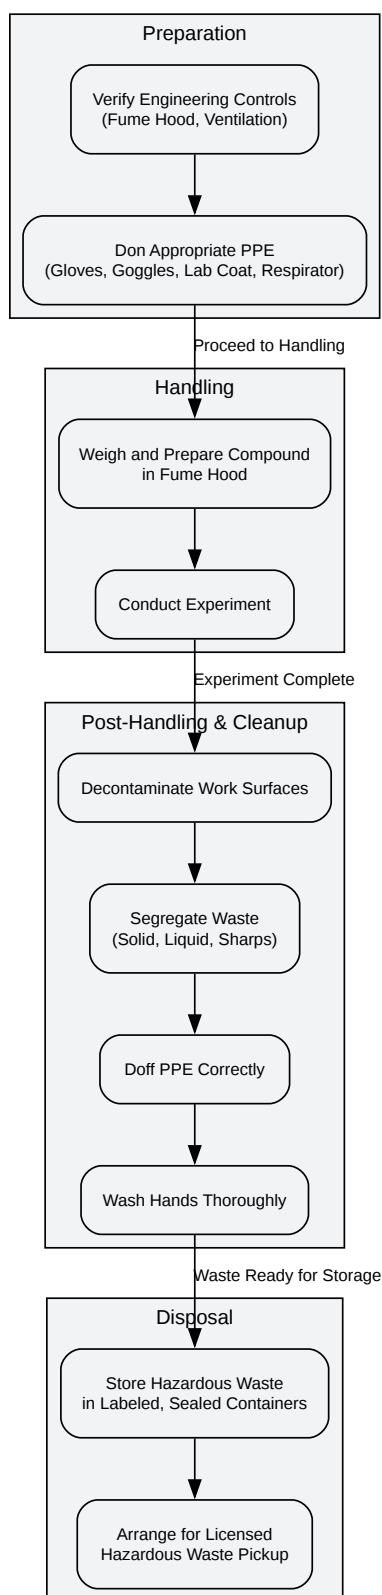 Preparation
Verify Engineering Controls
(Fume Hood, Ventilation)
Don Appropriate PPE
(Gloves, Goggles, Lab Coat, Respirator)
Proceed to Handling
Handling
Weigh and Prepare Compound
in Fume Hood
Conduct Experiment
Experiment Complete
Post-Handling & Cleanup
Decontaminate Work Surfaces
Segregate Waste
(Solid, Liquid, Sharps)
Doff PPE Correctly
Wash Hands Thoroughly
Waste Ready for Storage
Disposal
Store Hazardous Waste
in Labeled, Sealed Containers
Arrange for Licensed
Hazardous Waste Pickup